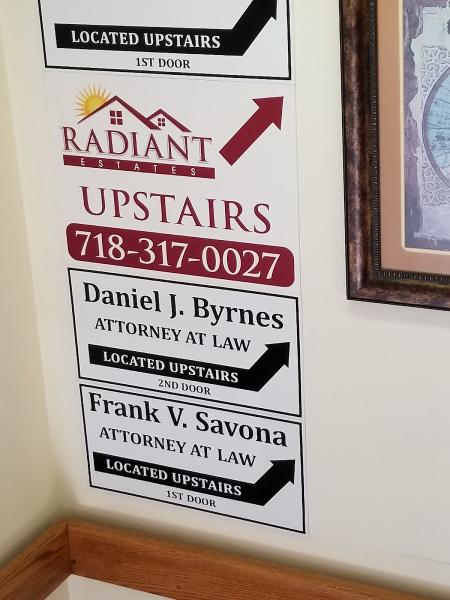 LOCATED UPSTAIRS
1ST DOOR
RADIANT
ESTATES
UPSTAIRS
718-317-0027
Daniel J. Byrnes
ATTORNEY AT LAW
LOCATED UPSTAIRS
2ND DOOR
Frank V. Savona
ATTORNEY AT LAW
LOCATED UPSTAIRS
1ST DOOR